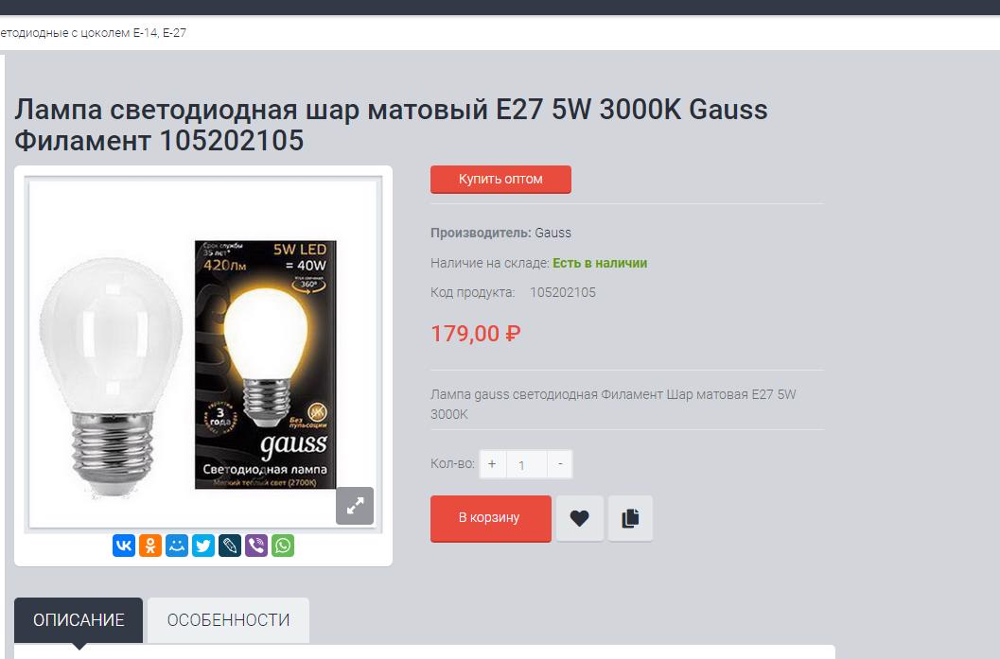 етодиодные с цоколем Е-14, Е-27
Лампа светодиодная шар матовый E27 5W 3000K Gauss
Филамент 105202105
Купить оптом
Производитель: Gauss
Наличие на складе: Есть в наличии
Код продукта: 105202105
179,00 ₽
Лампа gauss светодиодная Филамент Шар матовая E27 5W
3000K
Кол-во: + 1 -
В корзину
Срок службы
35 лет*
420Лм
5W LED
= 40W
360°
3
года
Без
пульсации
gauss
Светодиодная лампа
Мягкий теплый свет (2700К)
ОПИСАНИЕ
ОСОБЕННОСТИ